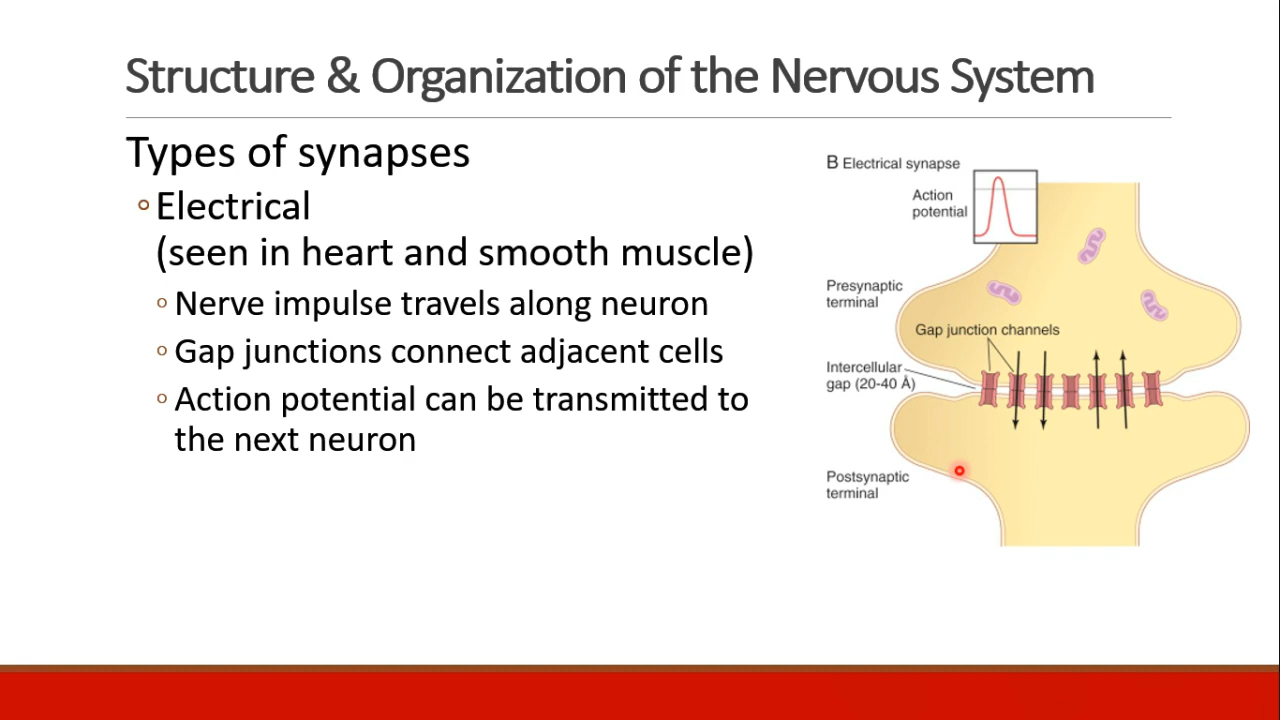 Structure & Organization of the Nervous System
Types of synapses
Electrical
(seen in heart and smooth muscle)
Nerve impulse travels along neuron
Gap junctions connect adjacent cells
Action potential can be transmitted to
the next neuron
B Electrical synapse
Action
potential
Presynaptic
terminal
Gap junction channels
Intercellular
gap (20-40 Å)
Postsynaptic
terminal